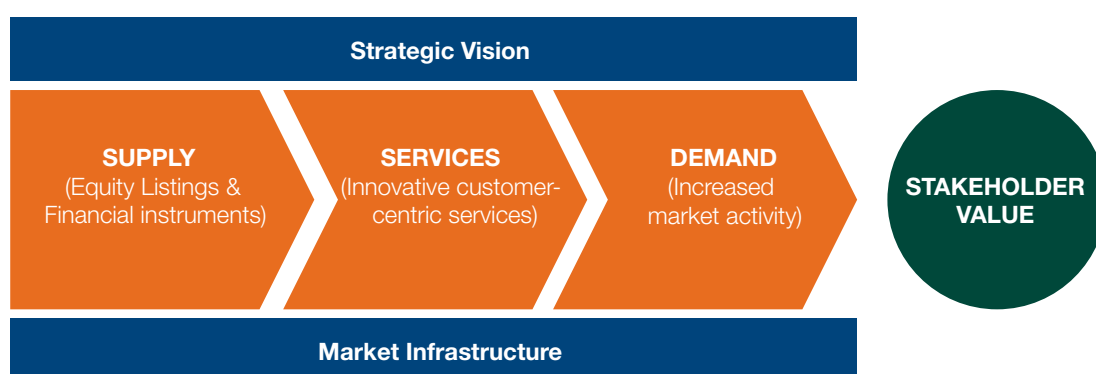 Strategic Vision
SUPPLY
(Equity Listings &
Financial instruments)
SERVICES
(Innovative customer-
centric services)
DEMAND
(Increased
market activity)
STAKEHOLDER
VALUE
Market Infrastructure